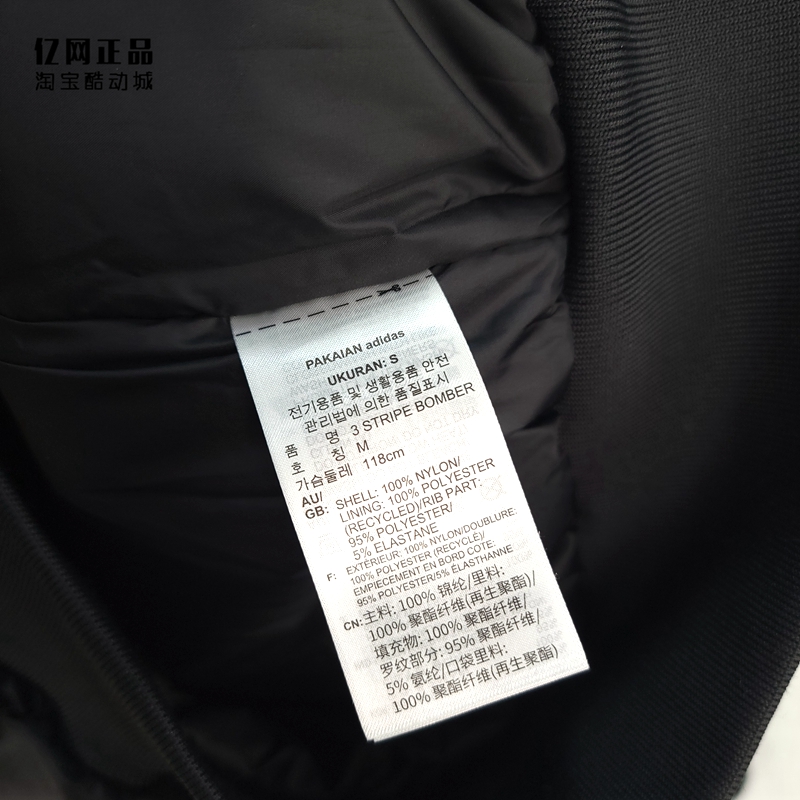 亿网正品
淘宝酷动城
PAKAIAN adidas
UKURAN: S
전기용품 및 생활용품 안전
관리법에 의한 품질표시
품 명 3 STRIPE BOMBER
호 칭 M
가슴둘레 118cm
AU/
GB: SHELL: 100% NYLON/
LINING: 100% POLYESTER
(RECYCLED)/RIB PART:
95% POLYESTER/
5% ELASTANE
F: EXTÉRIEUR: 100% NYLON/DOUBLURE:
100% POLYESTER (RECYCLÉ)/
EMPIECEMENT EN BORD COTE:
95% POLYESTER/5% ÉLASTHANNE
CN: 主料: 100% 锦纶/里料:
100% 聚酯纤维(再生聚酯)/
填充物: 100% 聚酯纤维/
罗纹部分: 95% 聚酯纤维/
5% 氨纶/口袋里料:
100% 聚酯纤维(再生聚酯)